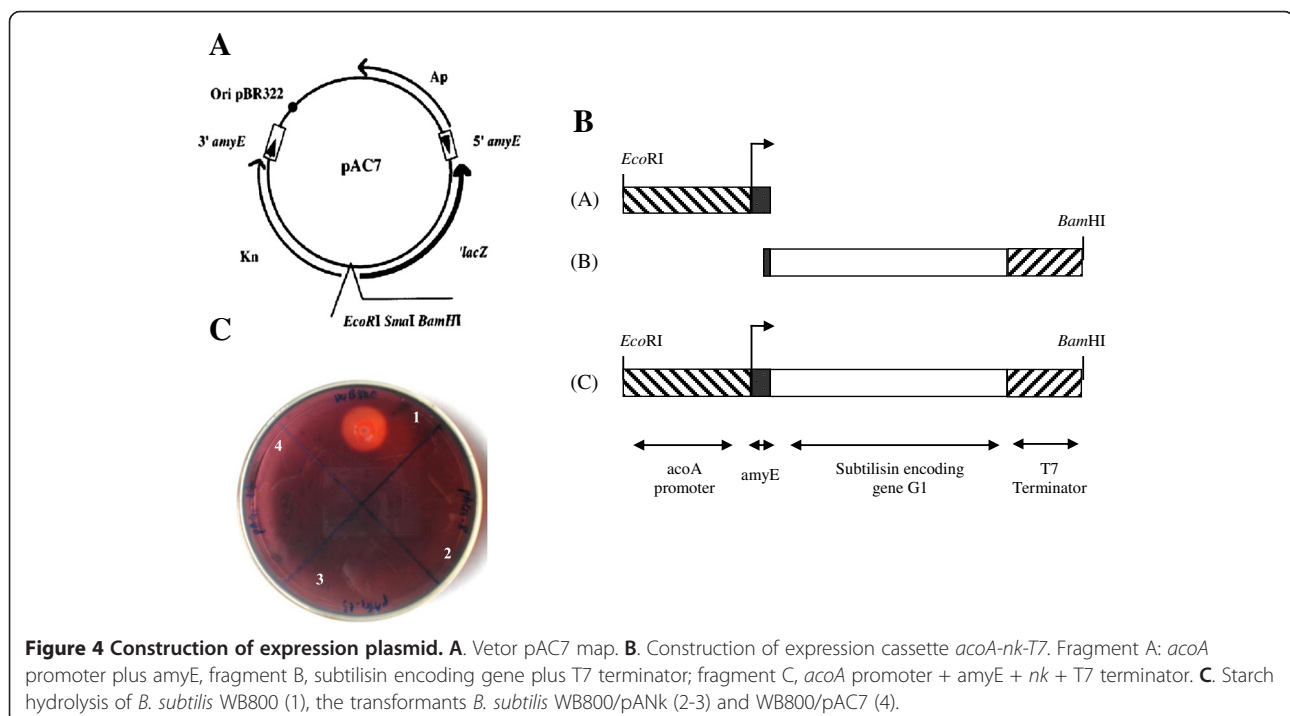 A
Ap
Ori pBR322
3' amyE
5' amyE
pAC7
Kn
'lacZ
EcoRI SmaI BamHI
B
EcoRI
(A)
BamHI
(B)
EcoRI
BamHI
(C)
acoA
promoter
amyE
Subtilisin encoding
gene G1
T7
Terminator
C
1
4
2
3
Figure 4 Construction of expression plasmid. A. Vetor pAC7 map. B. Construction of expression cassette acoA-nk-T7. Fragment A: acoA
promoter plus amyE, fragment B, subtilisin encoding gene plus T7 terminator; fragment C, acoA promoter + amyE + nk + T7 terminator. C. Starch
hydrolysis of B. subtilis WB800 (1), the transformants B. subtilis WB800/pANk (2-3) and WB800/pAC7 (4).